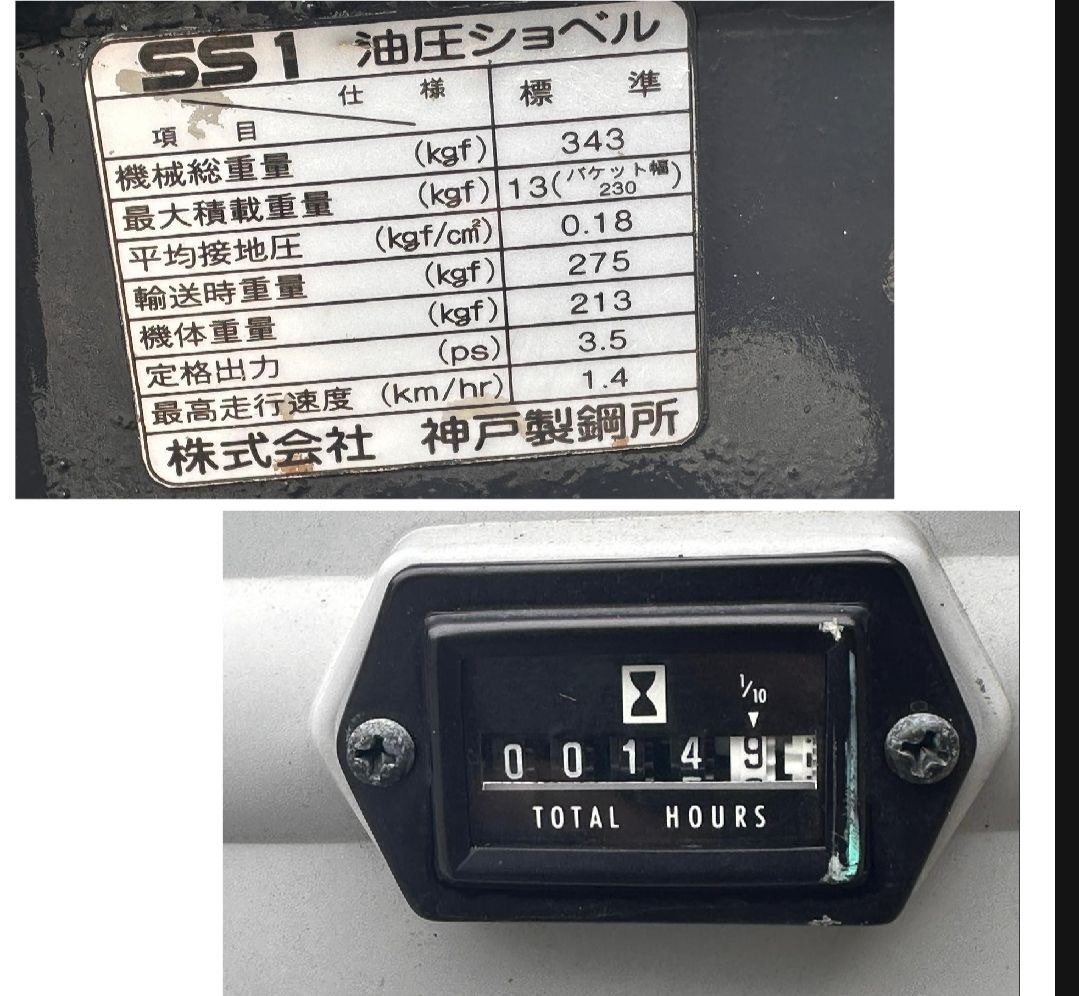 SS1 油圧ショベル
仕様 標準
項目
機械総重量 (kgf) 343
最大積載重量 (kgf) 13(バケット幅 230)
平均接地圧 (kgf/cm²) 0.18
輸送時重量 (kgf) 275
機体重量 (kgf) 213
定格出力 (ps) 3.5
最高走行速度 (km/hr) 1.4
株式会社 神戸製鋼所
1/10
0 0 1 4 9
TOTAL HOURS